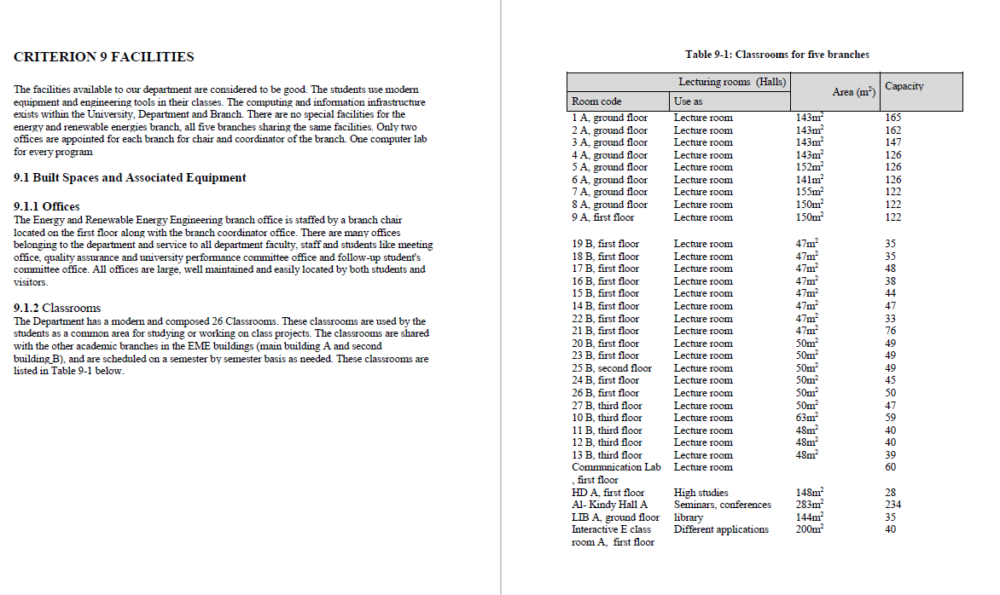 CRITERION 9 FACILITIES
The facilities available to our department are considered to be good. The students use modern
equipment and engineering tools in their classes. The computing and information infrastructure
exists within the University, Department and Branch. There are no special facilities for the
energy and renewable energies branch, all five branches sharing the same facilities. Only two
offices are appointed for each branch for chair and coordinator of the branch. One computer lab
for every program
9.1 Built Spaces and Associated Equipment
9.1.1 Offices
The Energy and Renewable Energy Engineering branch office is staffed by a branch chair
located on the first floor along with the branch coordinator office. There are many offices
belonging to the department and service to all department faculty, staff and students like meeting
office, quality assurance and university performance committee office and follow-up student's
committee office. All offices are large, well maintained and easily located by both students and
visitors.
9.1.2 Classrooms
The Department has a modern and composed 26 Classrooms. These classrooms are used by the
students as a common area for studying or working on class projects. The classrooms are shared
with the other academic branches in the EME buildings (main building A and second
building B), and are scheduled on a semester by semester basis as needed. These classrooms are
listed in Table 9-1 below.
Table 9-1: Classrooms for five branches
Lecturing rooms (Halls) Area (m²) Capacity
Room code Use as
1 A, ground floor Lecture room 143m² 165
2 A, ground floor Lecture room 143m² 162
3 A, ground floor Lecture room 143m² 147
4 A, ground floor Lecture room 143m² 126
5 A, ground floor Lecture room 152m² 126
6 A, ground floor Lecture room 141m² 126
7 A, ground floor Lecture room 155m² 122
8 A, ground floor Lecture room 150m² 122
9 A, first floor Lecture room 150m² 122
19 B, first floor Lecture room 47m² 35
18 B, first floor Lecture room 47m² 35
17 B, first floor Lecture room 47m² 48
16 B, first floor Lecture room 47m² 38
15 B, first floor Lecture room 47m² 44
14 B, first floor Lecture room 47m² 47
22 B, first floor Lecture room 47m² 33
21 B, first floor Lecture room 47m² 76
20 B, first floor Lecture room 50m² 49
23 B, first floor Lecture room 50m² 49
25 B, second floor Lecture room 50m² 49
24 B, first floor Lecture room 50m² 45
26 B, first floor Lecture room 50m² 50
27 B, third floor Lecture room 50m² 47
10 B, third floor Lecture room 63m² 59
11 B, third floor Lecture room 48m² 40
12 B, third floor Lecture room 48m² 40
13 B, third floor Lecture room 48m² 39
Communication Lab Lecture room 60
, first floor
HD A, first floor High studies 148m² 28
Al- Kindy Hall A Seminars, conferences 283m² 234
LIB A, ground floor library 144m² 35
Interactive E class Different applications 200m² 40
room A, first floor